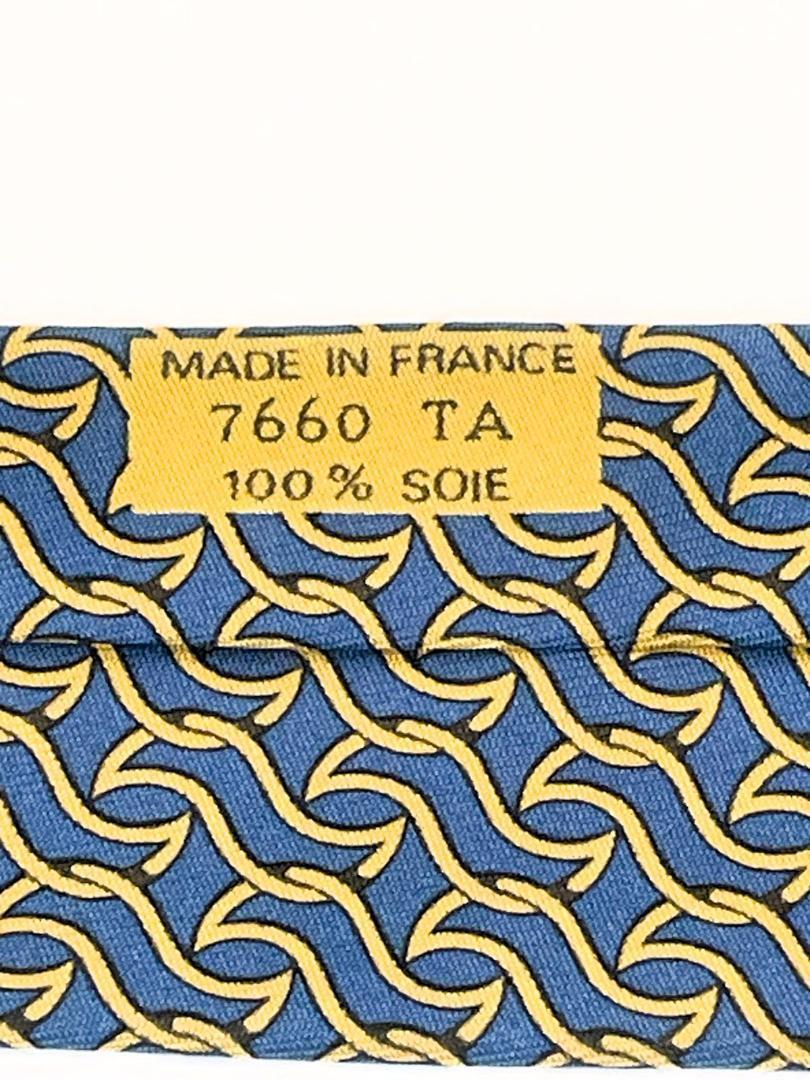 MADE IN FRANCE
7660 TA
100% SOIE